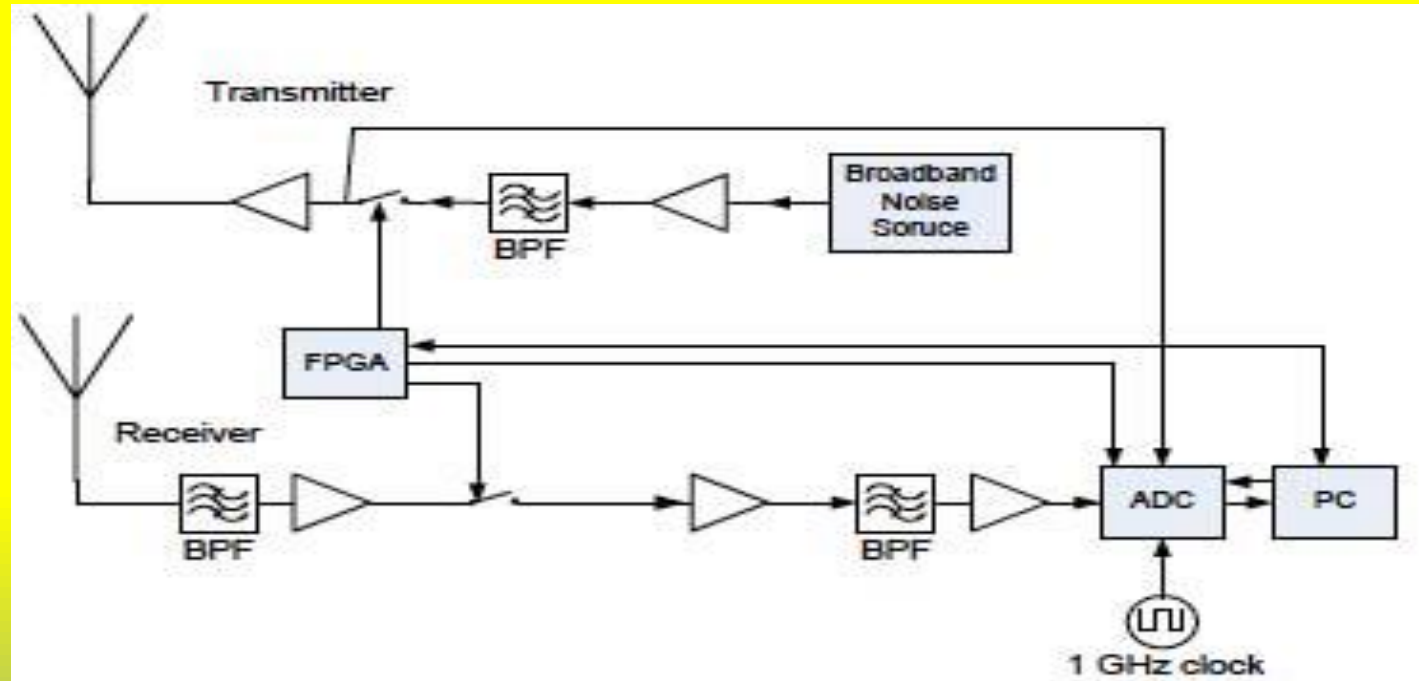 Transmitter
Broadband
Noise
Soruce
BPF
FPGA
Receiver
ADC
PC
BPF
BPF
1 GHz clock